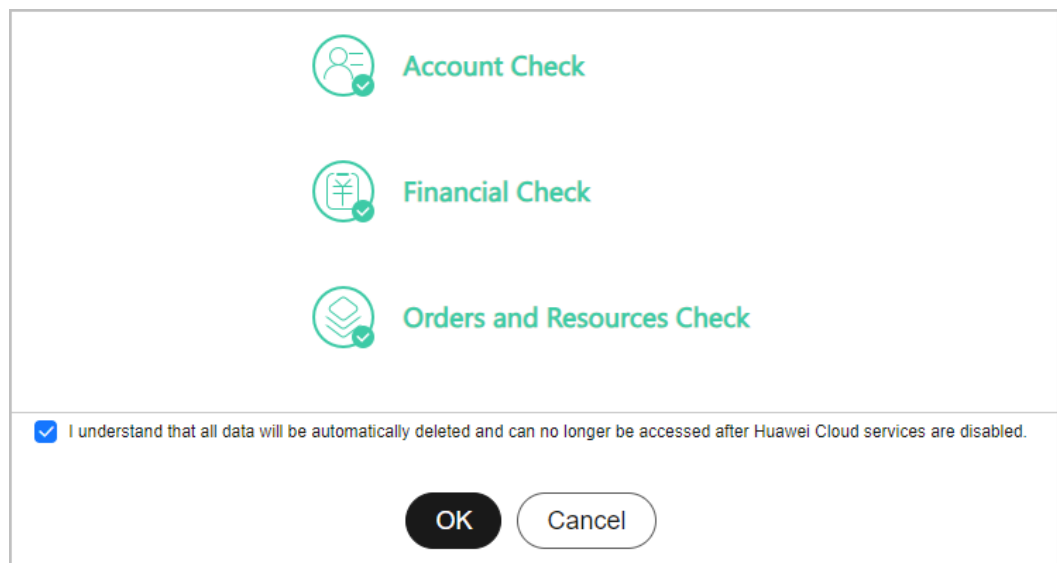 Account Check
Financial Check
Orders and Resources Check
I understand that all data will be automatically deleted and can no longer be accessed after Huawei Cloud services are disabled.
OK
Cancel